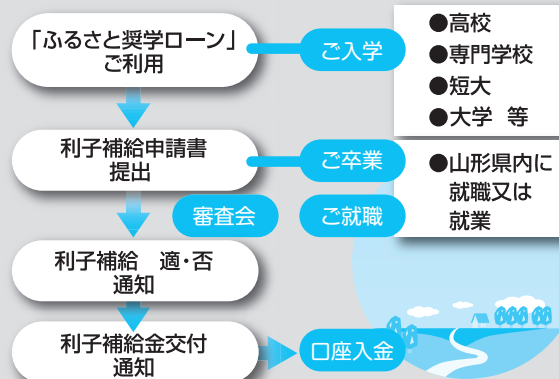 「ふるさと奨学ローン」
ご利用
ご入学
●高校
●専門学校
●短大
●大学 等
利子補給申請書
提出
ご卒業
●山形県内に
就職又は
就業
審査会
ご就職
利子補給 適・否
通知
利子補給金交付
通知
口座入金